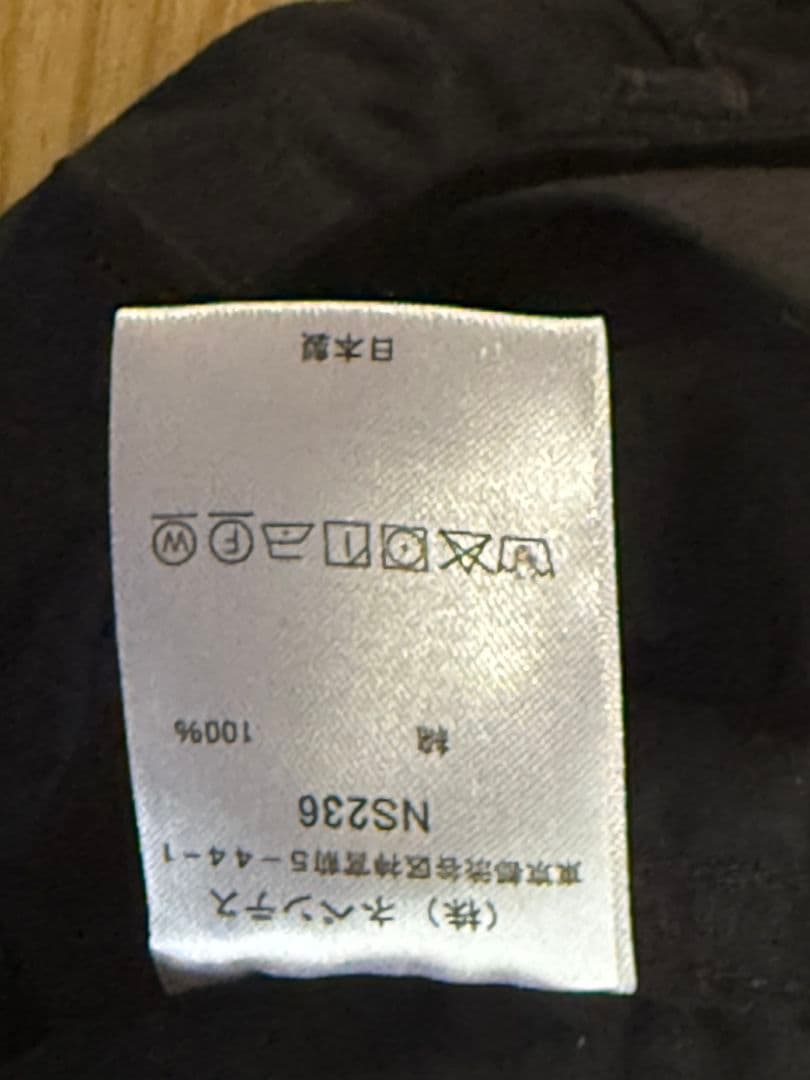 (株) ネペンテス
東京都渋谷区神宮前5-44-1
NS236
綿 100%
W F
日本製